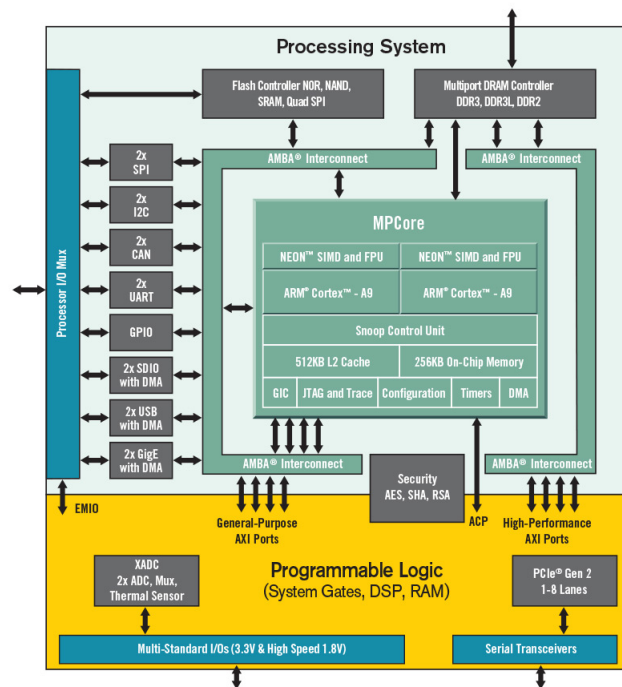 Processing System
Flash Controller NOR, NAND,
SRAM, Quad SPI
Multiport DRAM Controller
DDR3, DDR3L, DDR2
AMBA® Interconnect
AMBA® Interconnect
Processor I/O Mux
2x
SPI
2x
I2C
2x
CAN
2x
UART
GPIO
2x SDIO
with DMA
2x USB
with DMA
2x GigE
with DMA
MPCore
NEON™ SIMD and FPU
NEON™ SIMD and FPU
ARM® Cortex™ - A9
ARM® Cortex™ - A9
Snoop Control Unit
512KB L2 Cache
256KB On-Chip Memory
GIC
JTAG and Trace
Configuration
Timers
DMA
AMBA® Interconnect
AMBA® Interconnect
Security
AES, SHA, RSA
EMIO
General-Purpose
AXI Ports
ACP
High-Performance
AXI Ports
XADC
2x ADC, Mux,
Thermal Sensor
Programmable Logic
(System Gates, DSP, RAM)
PCIe® Gen 2
1-8 Lanes
Multi-Standard I/Os (3.3V & High Speed 1.8V)
Serial Transceivers